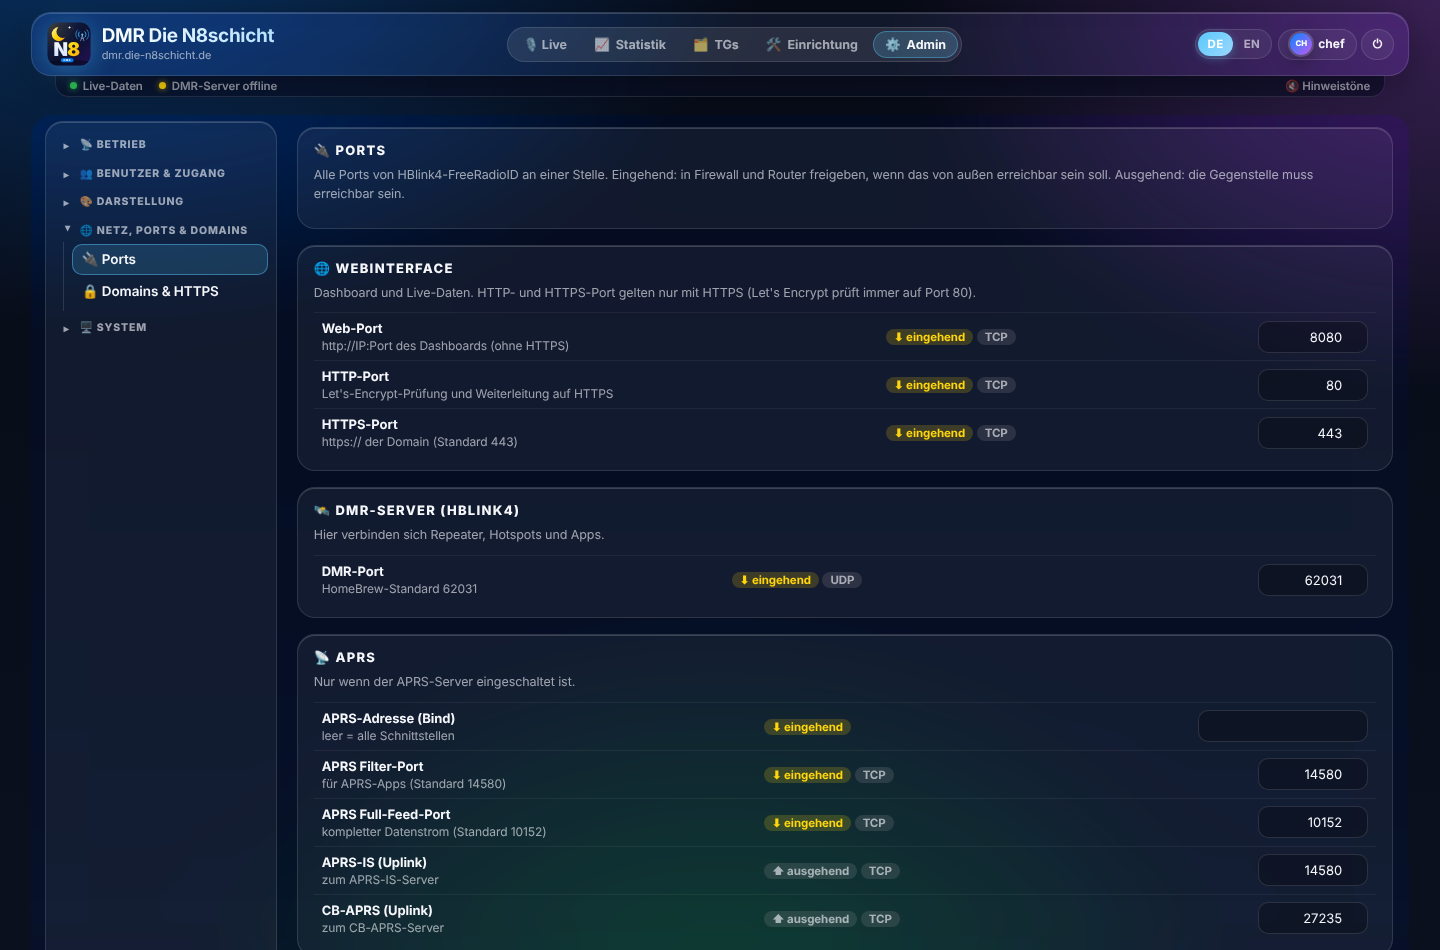 DMR Die N8schicht
dmr.die-n8schicht.de
N8
Live
Statistik
TGs
Einrichtung
Admin
DE EN
CH chef
Live-Daten DMR-Server offline
Hinweistöne
BETRIEB
BENUTZER & ZUGANG
DARSTELLUNG
NETZ, PORTS & DOMAINS
Ports
Domains & HTTPS
SYSTEM
PORTS
Alle Ports von HBlink4-FreeRadioID an einer Stelle. Eingehend: in Firewall und Router freigeben, wenn das von außen erreichbar sein soll. Ausgehend: die Gegenstelle muss
erreichbar sein.
WEBINTERFACE
Dashboard und Live-Daten. HTTP- und HTTPS-Port gelten nur mit HTTPS (Let's Encrypt prüft immer auf Port 80).
Web-Port
http://IP:Port des Dashboards (ohne HTTPS)
eingehend TCP
8080
HTTP-Port
Let's-Encrypt-Prüfung und Weiterleitung auf HTTPS
eingehend TCP
80
HTTPS-Port
https:// der Domain (Standard 443)
eingehend TCP
443
DMR-SERVER (HBLINK4)
Hier verbinden sich Repeater, Hotspots und Apps.
DMR-Port
HomeBrew-Standard 62031
eingehend UDP
62031
APRS
Nur wenn der APRS-Server eingeschaltet ist.
APRS-Adresse (Bind)
leer = alle Schnittstellen
eingehend
APRS Filter-Port
für APRS-Apps (Standard 14580)
eingehend TCP
14580
APRS Full-Feed-Port
kompletter Datenstrom (Standard 10152)
eingehend TCP
10152
APRS-IS (Uplink)
zum APRS-IS-Server
ausgehend TCP
14580
CB-APRS (Uplink)
zum CB-APRS-Server
ausgehend TCP
27235